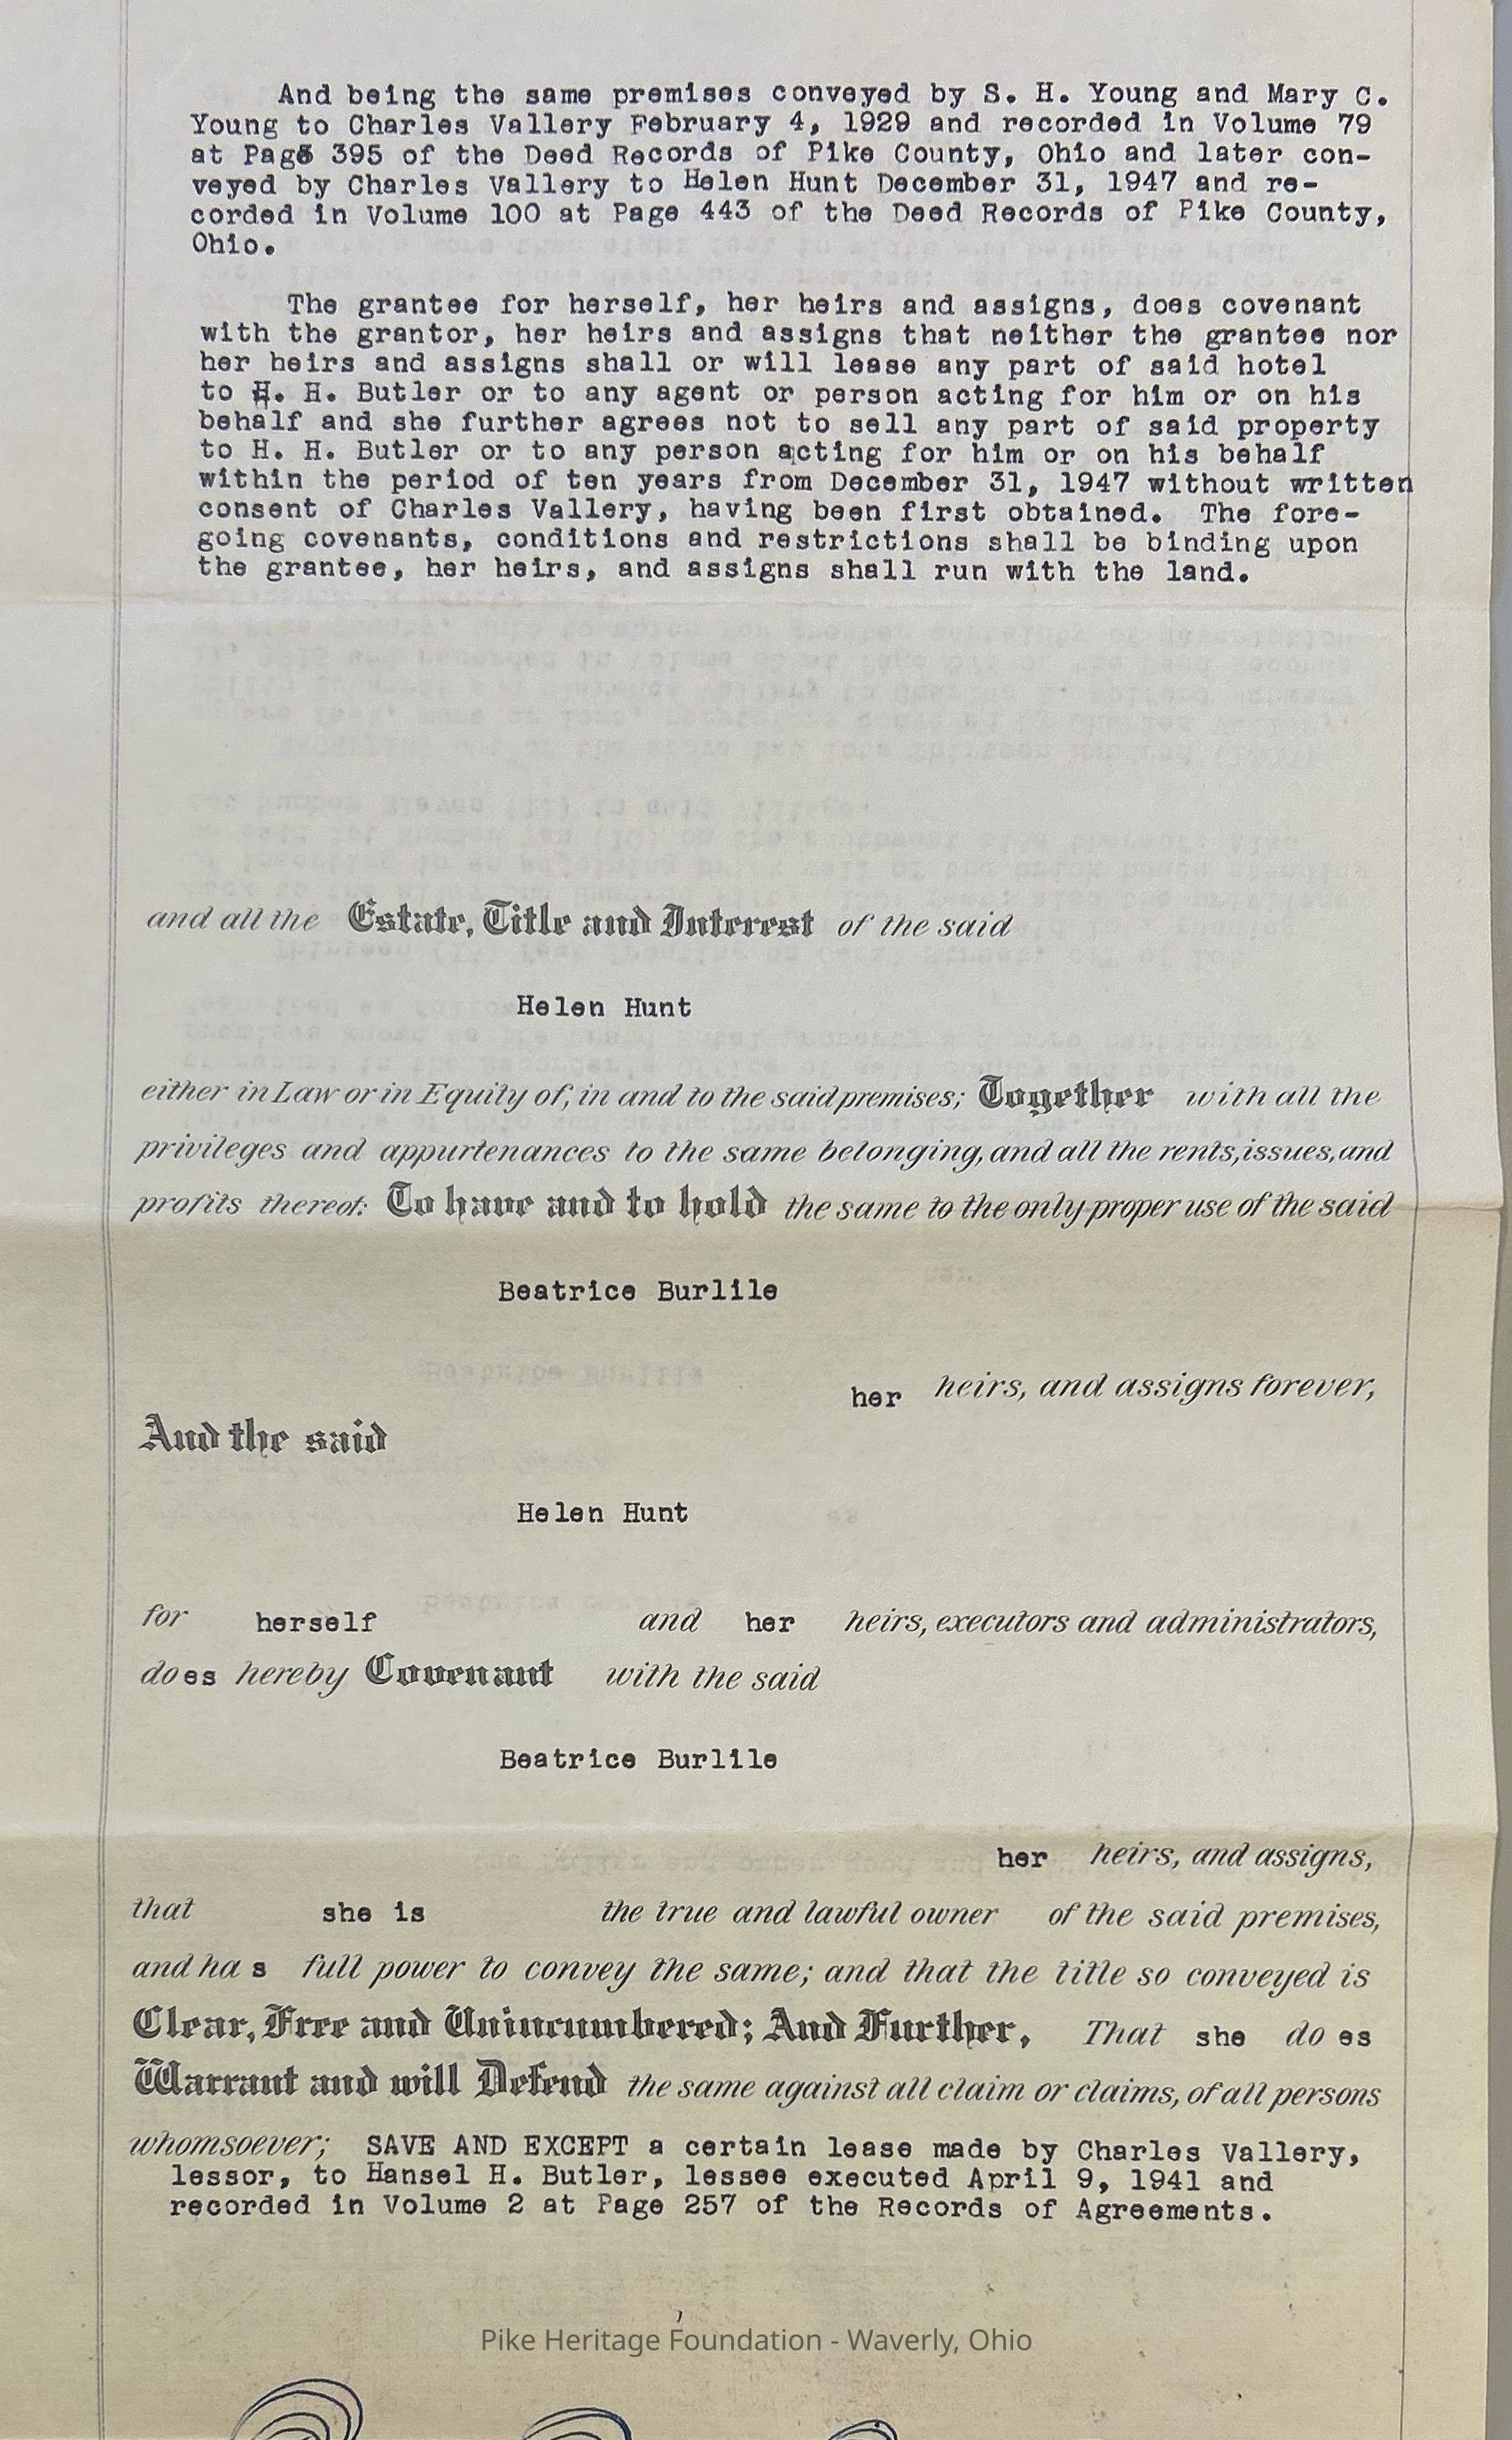 And being the same premises conveyed by S. H. Young and Mary C.
Young to Charles Vallery February 4, 1929 and recorded in Volume 79
at Page 395 of the Deed Records of Pike County, Ohio and later con-
veyed by Charles Vallery to Helen Hunt December 31, 1947 and re-
corded in Volume 100 at Page 443 of the Deed Records of Pike County,
Ohio.
The grantee for herself, her heirs and assigns, does covenant
with the grantor, her heirs and assigns that neither the grantee nor
her heirs and assigns shall or will lease any part of said hotel
to H. H. Butler or to any agent or person acting for him or on his
behalf and she further agrees not to sell any part of said property
to H. H. Butler or to any person acting for him or on his behalf
within the period of ten years from December 31, 1947 without written
consent of Charles Vallery, having been first obtained. The fore-
going covenants, conditions and restrictions shall be binding upon
the grantee, her heirs, and assigns shall run with the land.
and all the Estate, Title and Interest of the said
Helen Hunt
either in Law or in Equity of, in and to the said premises; Together with all the
privileges and appurtenances to the same belonging, and all the rents, issues, and
profits thereof: To have and to hold the same to the only proper use of the said
Beatrice Burlile
her heirs, and assigns forever,
And the said
Helen Hunt
for herself and her heirs, executors and administrators,
does hereby Covenant with the said
Beatrice Burlile
her heirs, and assigns,
that she is the true and lawful owner of the said premises,
and has full power to convey the same; and that the title so conveyed is
Clear, Free and Unincumbered; And Further, That she does
Warrant and will Defend the same against all claim or claims, of all persons
whomsoever; SAVE AND EXCEPT a certain lease made by Charles Vallery,
lessor, to Hansel H. Butler, lessee executed April 9, 1941 and
recorded in Volume 2 at Page 257 of the Records of Agreements.
Pike Heritage Foundation - Waverly, Ohio